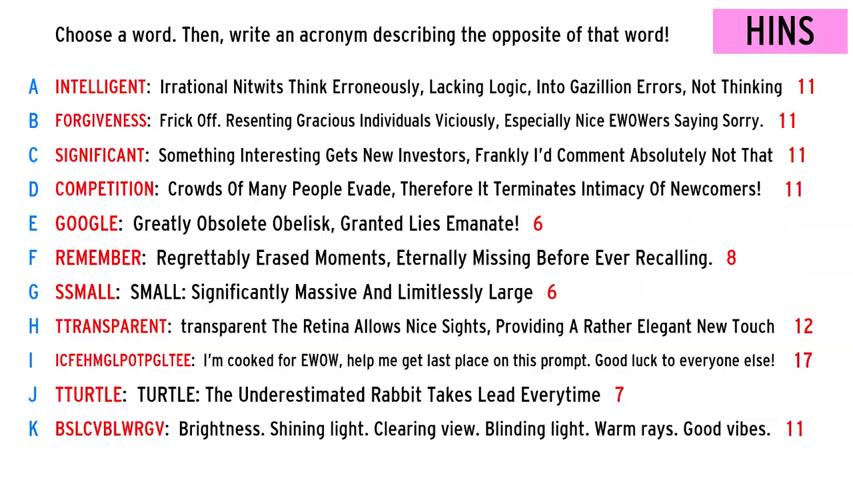 Choose a word. Then, write an acronym describing the opposite of that word!
HINS
A INTELLIGENT: Irrational Nitwits Think Erroneously, Lacking Logic, Into Gazillion Errors, Not Thinking 11
B FORGIVENESS: Frick Off. Resenting Gracious Individuals Viciously, Especially Nice EWOWers Saying Sorry. 11
C SIGNIFICANT: Something Interesting Gets New Investors, Frankly I'd Comment Absolutely Not That 11
D COMPETITION: Crowds Of Many People Evade, Therefore It Terminates Intimacy Of Newcomers! 11
E GOOGLE: Greatly Obsolete Obelisk, Granted Lies Emanate! 6
F REMEMBER: Regrettably Erased Moments, Eternally Missing Before Ever Recalling. 8
G SSMALL: SMALL: Significantly Massive And Limitlessly Large 6
H TTRANSPARENT: transparent The Retina Allows Nice Sights, Providing A Rather Elegant New Touch 12
I ICFEHMGLPOTPGLTEE: I'm cooked for EWOW, help me get last place on this prompt. Good luck to everyone else! 17
J TTURTLE: TURTLE: The Underestimated Rabbit Takes Lead Everytime 7
K BSLCVBLWRGV: Brightness. Shining light. Clearing view. Blinding light. Warm rays. Good vibes. 11